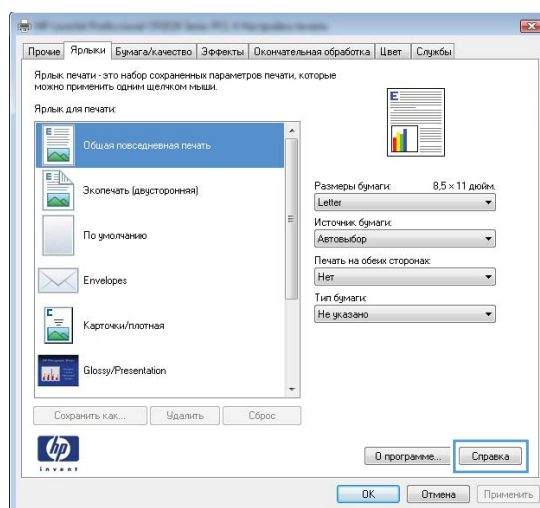 Прочие Ярлыки Бумага/качество Эффекты Окончательная обработка Цвет Службы
Ярлык печати - это набор сохраненных параметров печати, которые
можно применить одним щелчком мыши.
Ярлык для печати:
Общая повседневная печать
Экопечать (двусторонняя)
По умолчанию
Envelopes
Карточки/плотная
Glossy/Presentation
Размеры бумаги: 8,5 × 11 дюйм.
Letter
Источник бумаги:
Автовыбор
Печать на обеих сторонах:
Нет
Тип бумаги:
Не указано
Сохранить как... Удалить Сброс
hp
invent
О программе... Справка
OK Отмена Применить